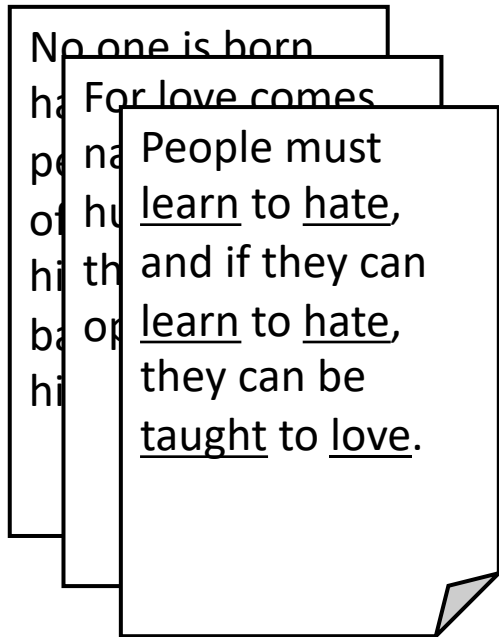 No one is born
For love comes
People must
learn to hate,
and if they can
learn to hate,
they can be
taught to love.